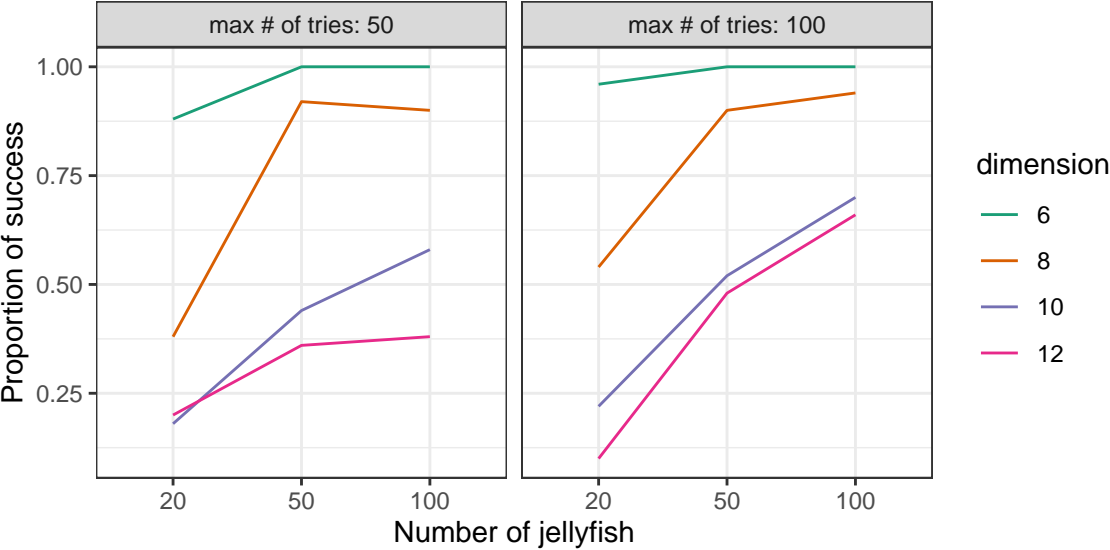 max # of tries: 50
max # of tries: 100
Proportion of success
1.00
0.75
0.50
0.25
20
50
100
20
50
100
Number of jellyfish
dimension
6
8
10
12